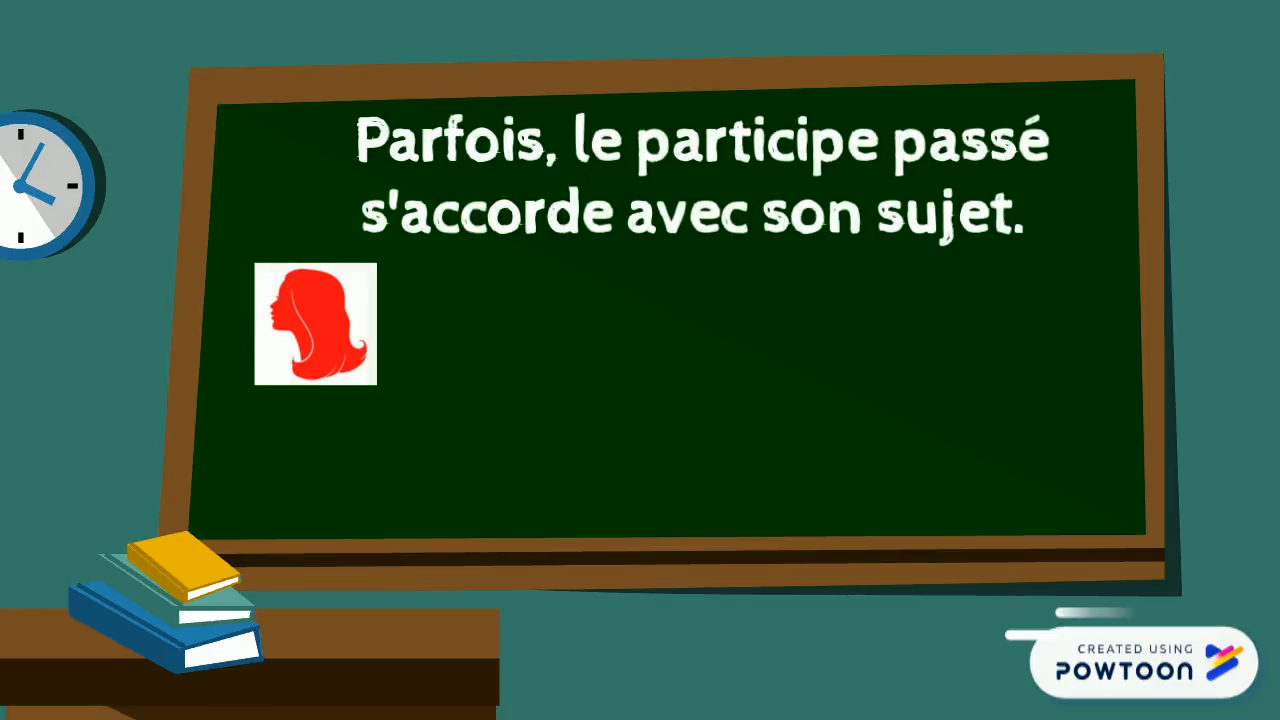 Parfois, le participe passé
s'accorde avec son sujet.
CREATED USING
POWTOON